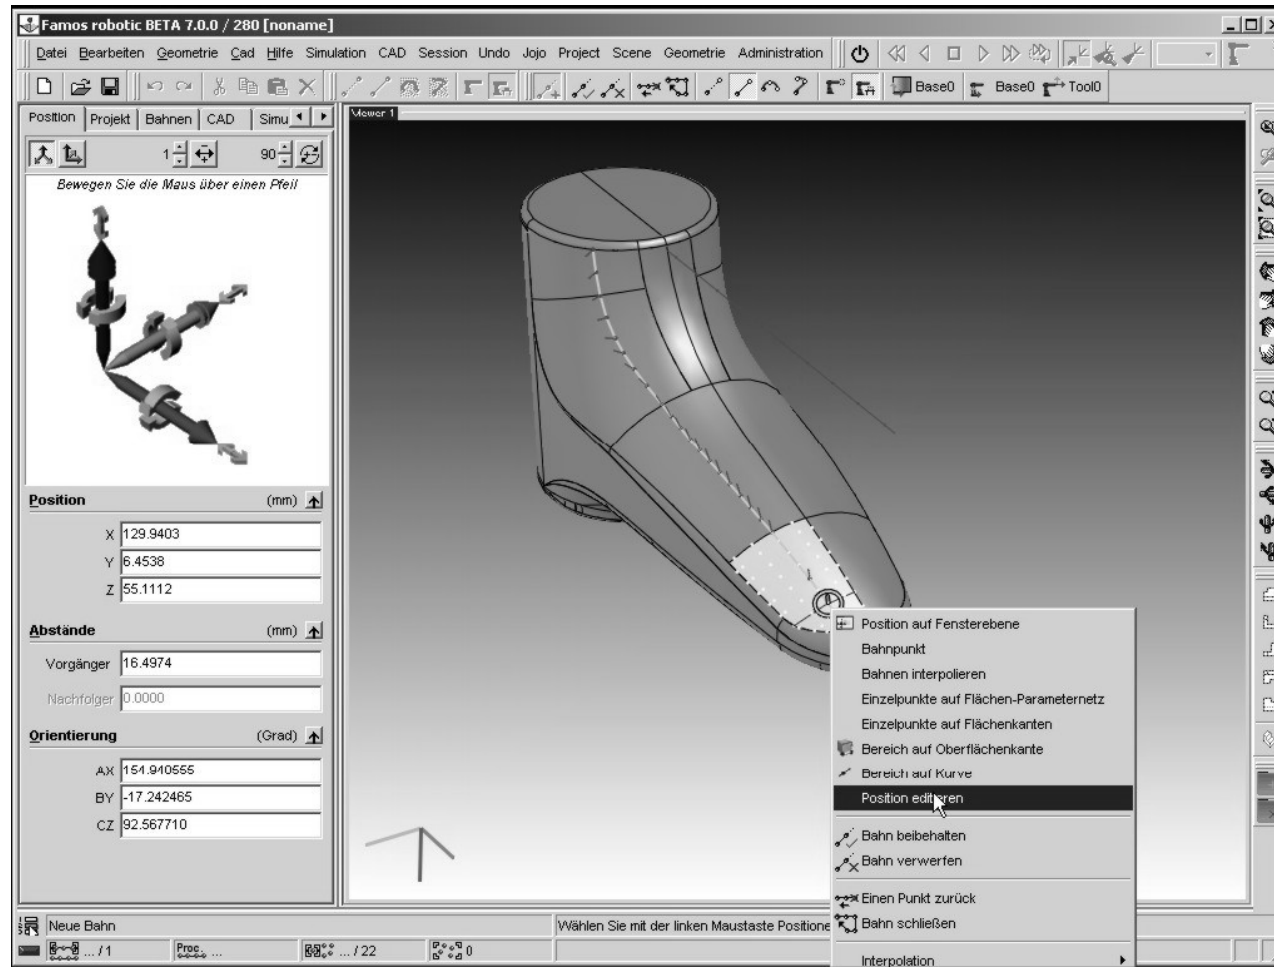 Famos robotic BETA 7.0.0 / 280 [noname]
Datei Bearbeiten Geometrie Cad Hilfe Simulation CAD Session Undo Jojo Project Scene Geometrie Administration
Base0 Base0 Tool0
Position Projekt Bahnen CAD Simu
Viewer 1
1 90
Bewegen Sie die Maus über einen Pfeil
Position (mm)
X 129.9403
Y 6.4538
Z 55.1112
Abstände (mm)
Vorgänger 16.4974
Nachfolger 0.0000
Orientierung (Grad)
AX 154.940555
BY -17.242465
CZ 92.567710
Position auf Fensterebene
Bahnpunkt
Bahnen interpolieren
Einzelpunkte auf Flächen-Parameternetz
Einzelpunkte auf Flächenkanten
Bereich auf Oberflächenkante
Bereich auf Kurve
Position editieren
Bahn beibehalten
Bahn verwerfen
Einen Punkt zurück
Bahn schließen
Interpolation
Neue Bahn
Wählen Sie mit der linken Maustaste Positione
... / 1 Proc. ... ... / 22 0